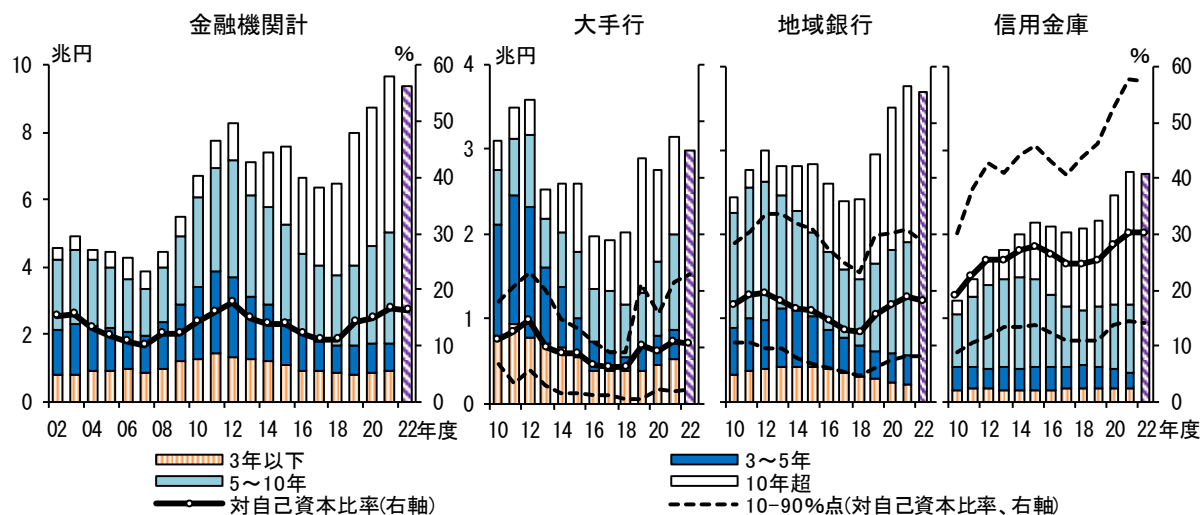 金融機関計 大手行 地域銀行 信用金庫
兆円 % 兆円 %
10 60 4 60
8 50 3 50
6 40 40
4 30 2 30
2 20 1 20
10 10
0 0 0 0
02 04 06 08 10 12 14 16 18 20 22 年度 10 12 14 16 18 20 22 10 12 14 16 18 20 22 10 12 14 16 18 20 22 年度
3年以下 3~5年
5~10年 10年超
対自己資本比率(右軸) 10-90%点(対自己資本比率、右軸)